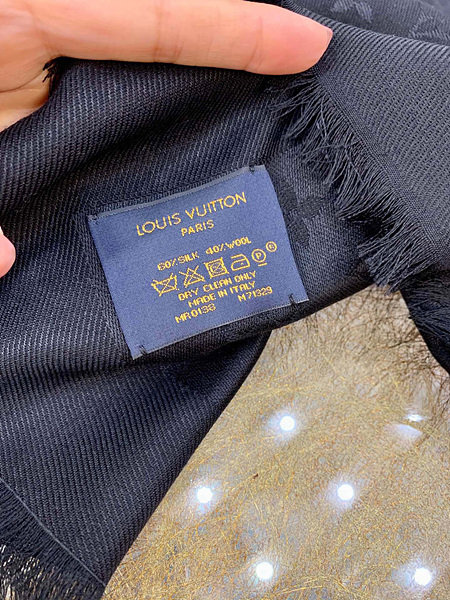 LOUIS VUITTON
PARIS
60% SILK 40% WOOL
DRY CLEAN ONLY
MADE IN ITALY
MR0138 M71329